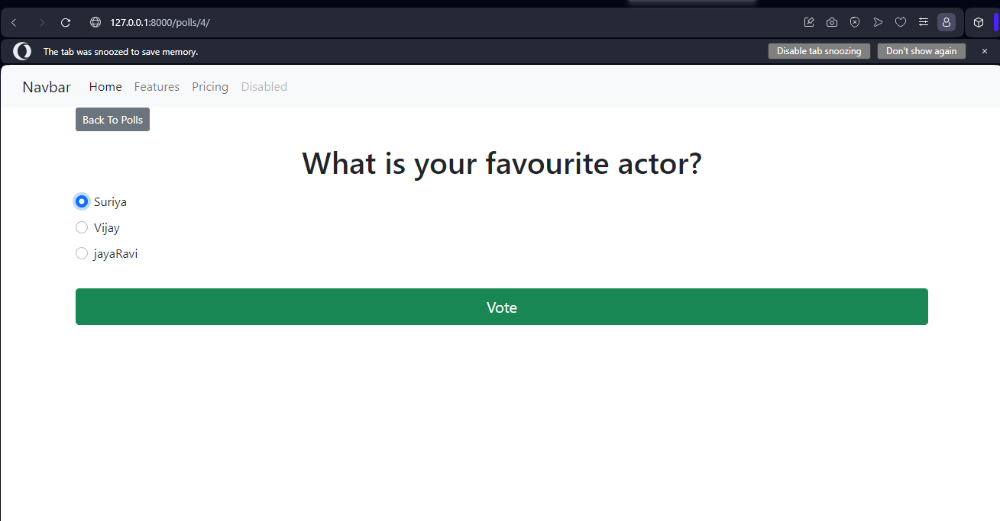 127.0.0.1:8000/polls/4/
The tab was snoozed to save memory. Disable tab snoozing Don't show again
Navbar Home Features Pricing Disabled
Back To Polls
What is your favourite actor?
Suriya
Vijay
jayaRavi
Vote